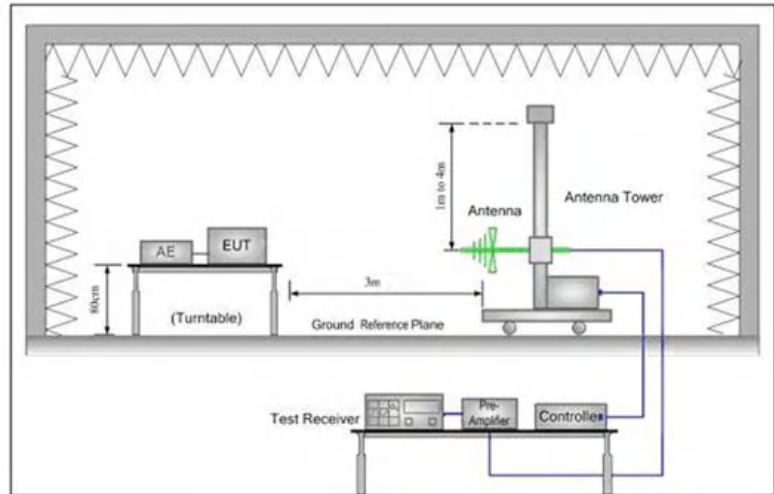 1m to 4m
Antenna
Antenna Tower
AE
EUT
80cm
(Turntable)
3m
Ground Reference Plane
Test Receiver
Pre-
Amplifier
Controller